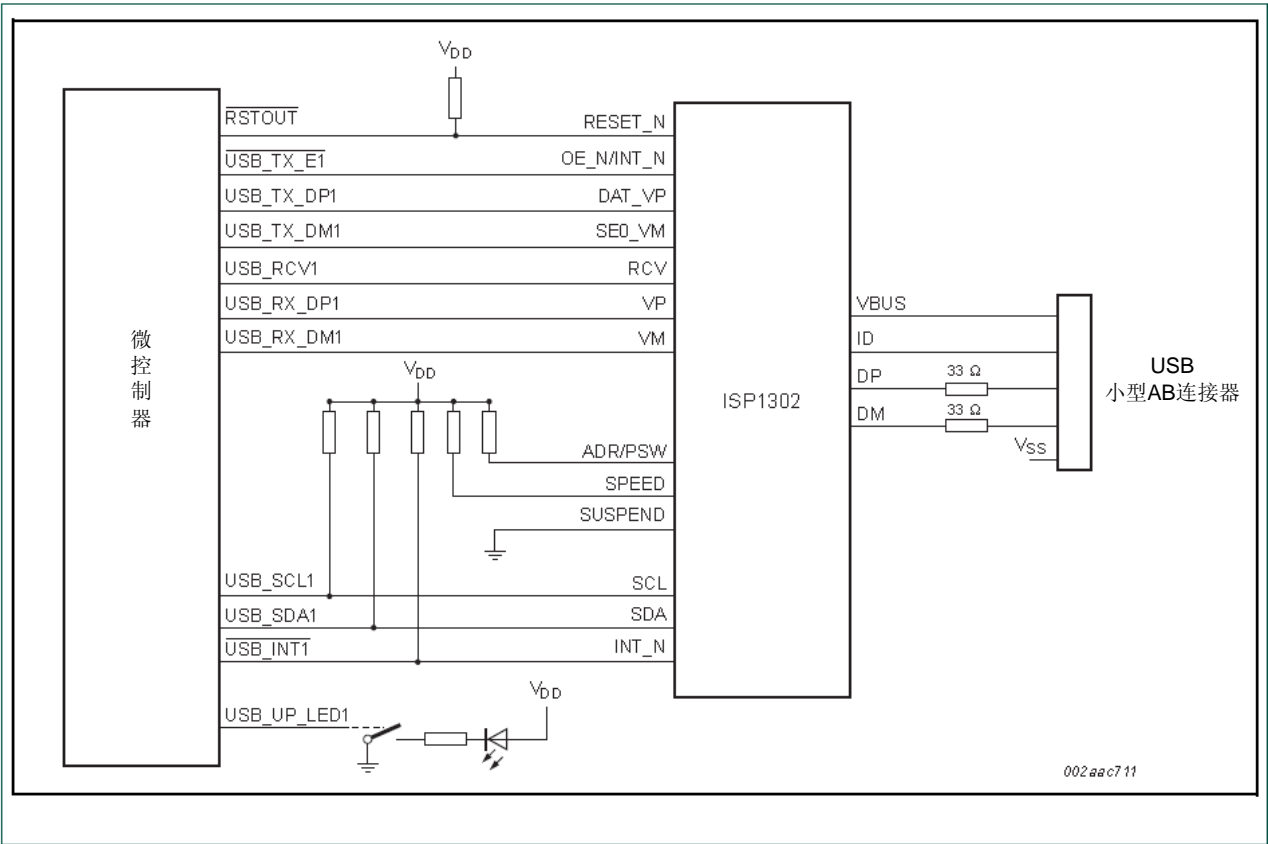 VDD
RSTOUT
RESET_N
USB_TX_E1
OE_N/INT_N
USB_TX_DP1
DAT_VP
USB_TX_DM1
SE0_VM
USB_RCV1
RCV
USB_RX_DP1
VP
USB_RX_DM1
VM
微控制器
VDD
ADR/PSW
SPEED
SUSPEND
USB_SCL1
SCL
USB_SDA1
SDA
USB_INT1
INT_N
USB_UP_LED1
VDD
ISP1302
VBUS
ID
DP
33 Ω
DM
33 Ω
VSS
USB
小型AB连接器
002aac711